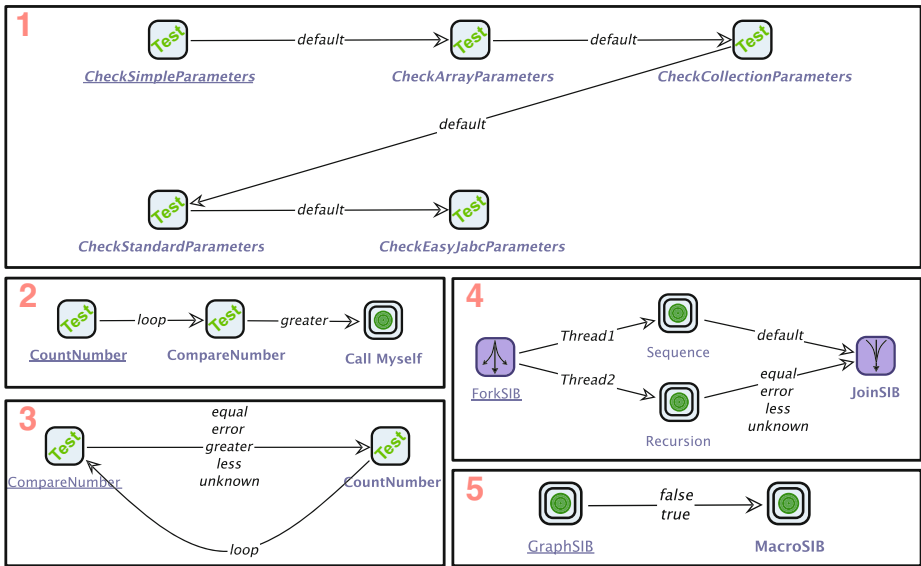 1
Test
default
Test
default
Test
CheckSimpleParameters
CheckArrayParameters
CheckCollectionParameters
default
Test
default
Test
CheckStandardParameters
CheckEasyJabcParameters
2
Test
loop
Test
greater
CountNumber
CompareNumber
Call Myself
3
equal
error
greater
less
unknown
Test
Test
CompareNumber
CountNumber
loop
4
Thread1
Sequence
default
Thread2
equal
error
less
unknown
ForkSIB
JoinSIB
Recursion
5
false
true
GraphSIB
MacroSIB